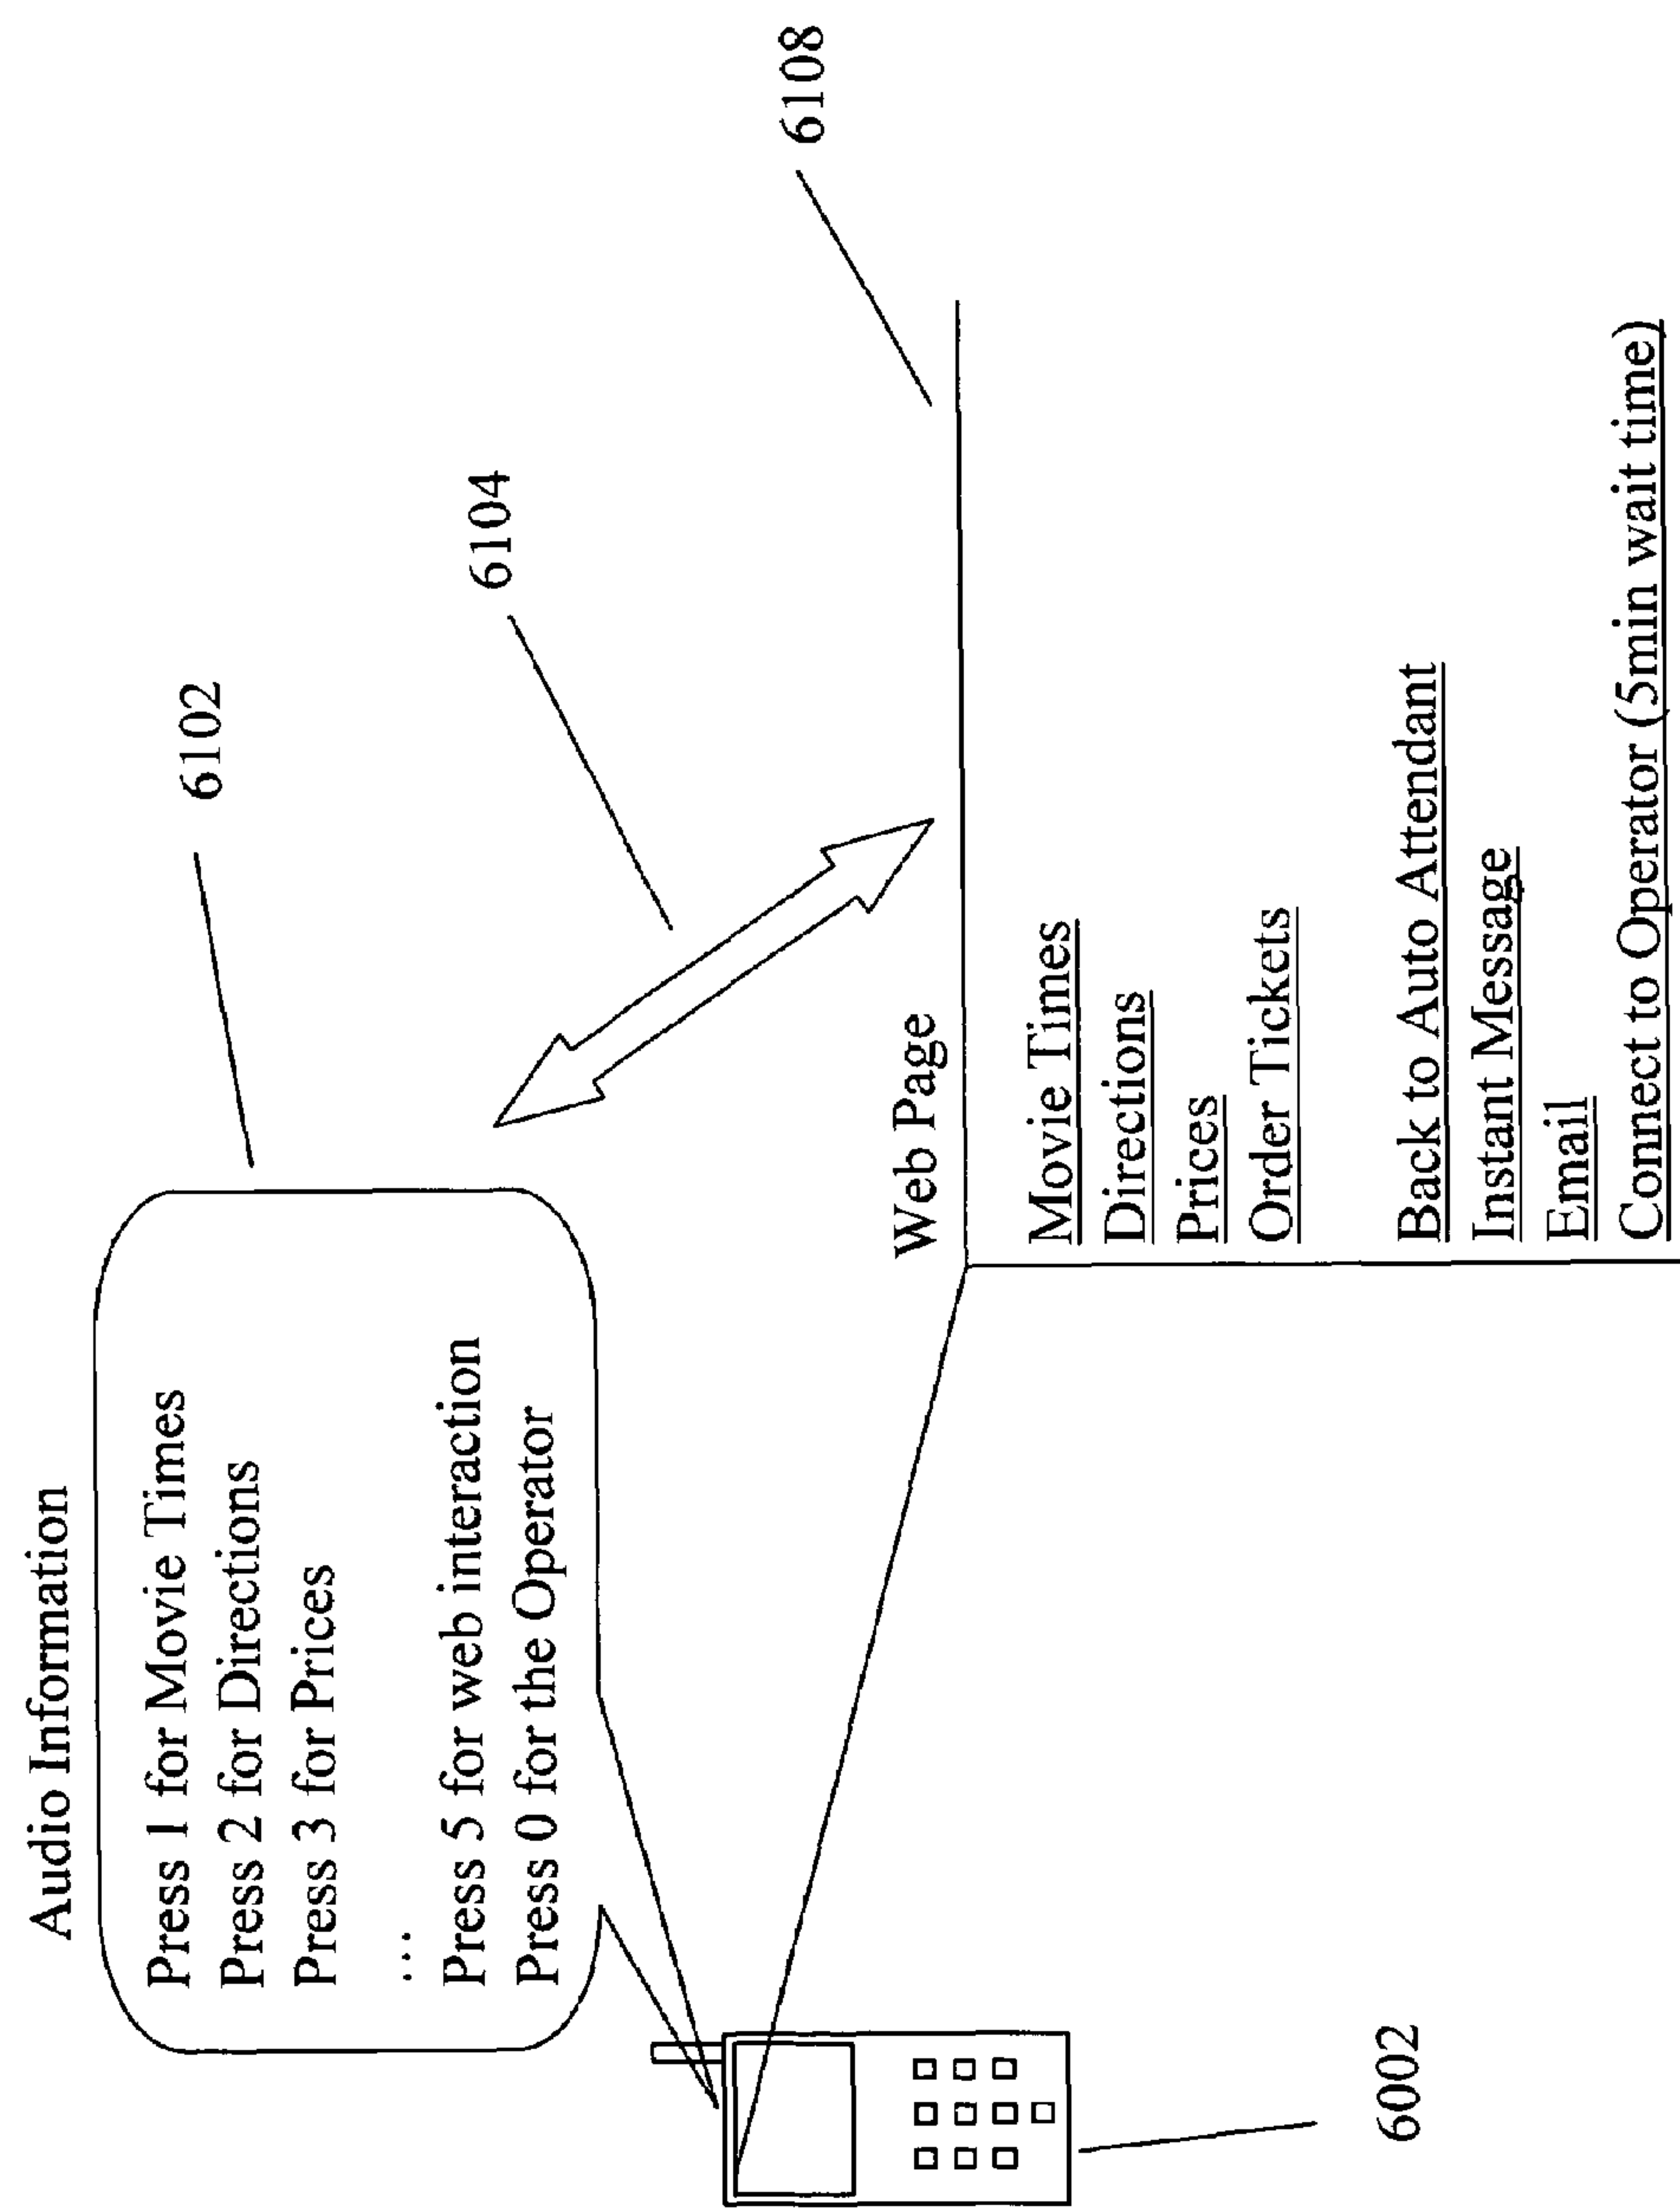 Audio Information
Press 1 for Movie Times
Press 2 for Directions
Press 3 for Prices
...
Press 5 for web interaction
Press 0 for the Operator
6102
6104
6108
Web Page
Movie Times
Directions
Prices
Order Tickets
Back to Auto Attendant
Instant Message
Email
Connect to Operator (5min wait time)
6002